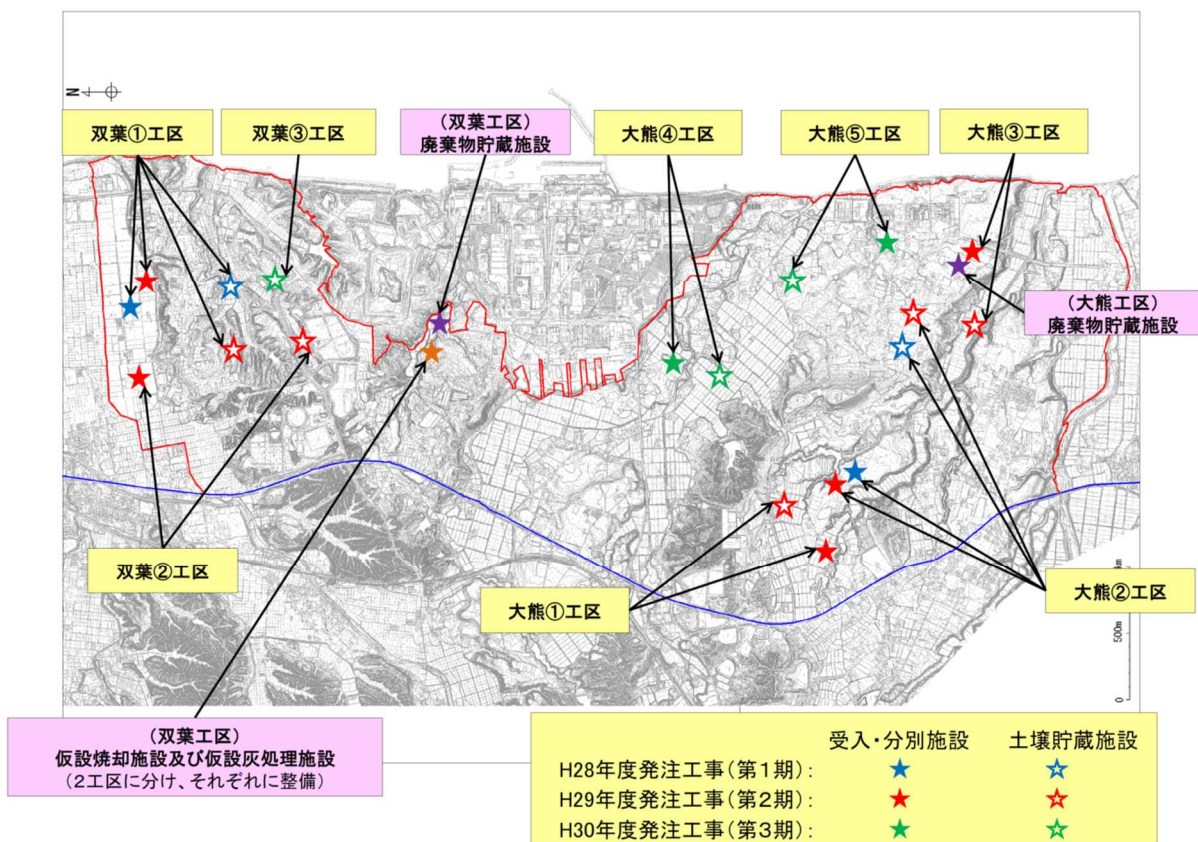 N
双葉①工区
双葉③工区
(双葉工区)
廃棄物貯蔵施設
大熊④工区
大熊⑤工区
大熊③工区
(大熊工区)
廃棄物貯蔵施設
双葉②工区
大熊①工区
大熊②工区
500m
0
(双葉工区)
仮設焼却施設及び仮設灰処理施設
(2工区に分け、それぞれに整備)
受入・分別施設 土壌貯蔵施設
H28年度発注工事(第1期):
H29年度発注工事(第2期):
H30年度発注工事(第3期):